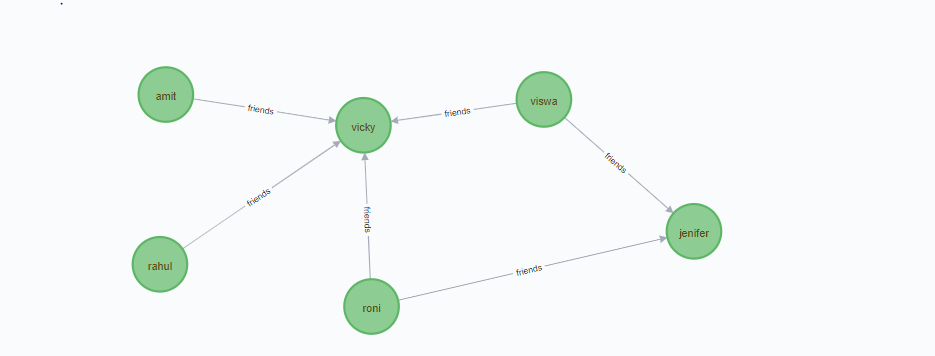 amit
friends
vicky
friends
viswa
friends
friends
friends
jenifer
rahul
friends
roni